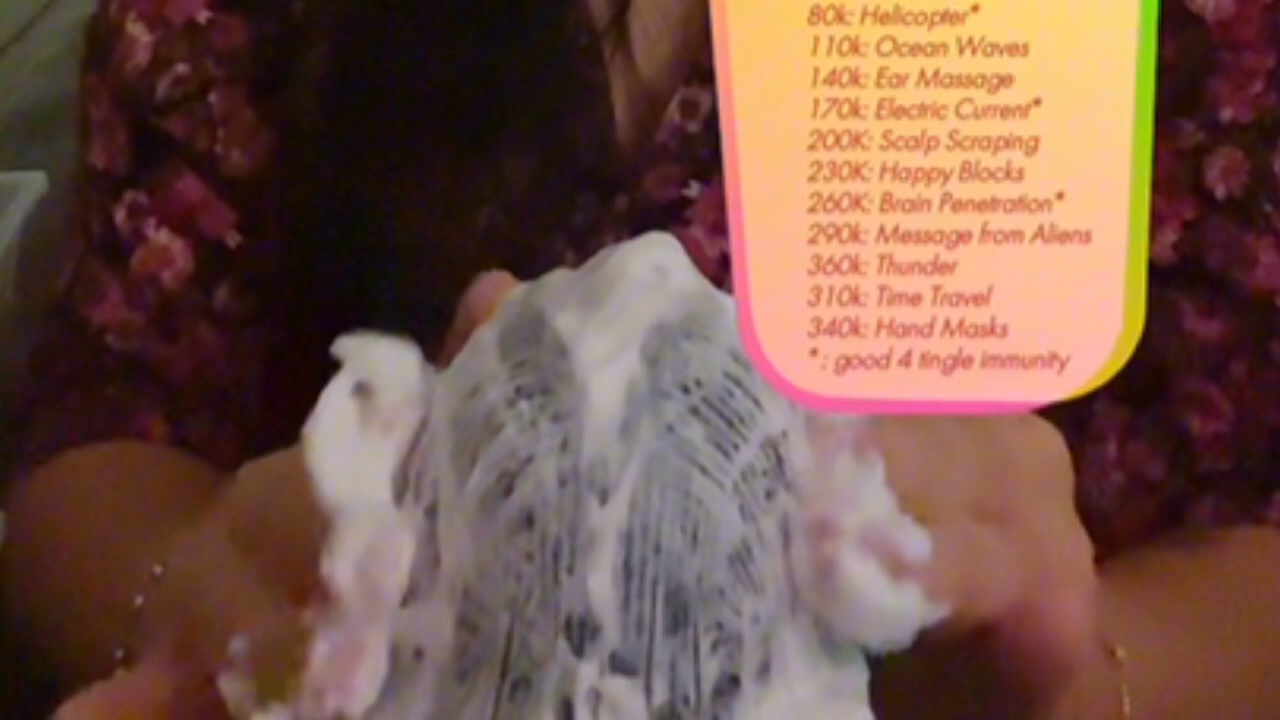 80k: Helicopter*
110k: Ocean Waves
140k: Ear Massage
170k: Electric Current*
200K: Scalp Scraping
230K: Happy Blocks
260K: Brain Penetration*
290k: Message from Aliens
360k: Thunder
310k: Time Travel
340k: Hand Masks
* : good 4 tingle immunity